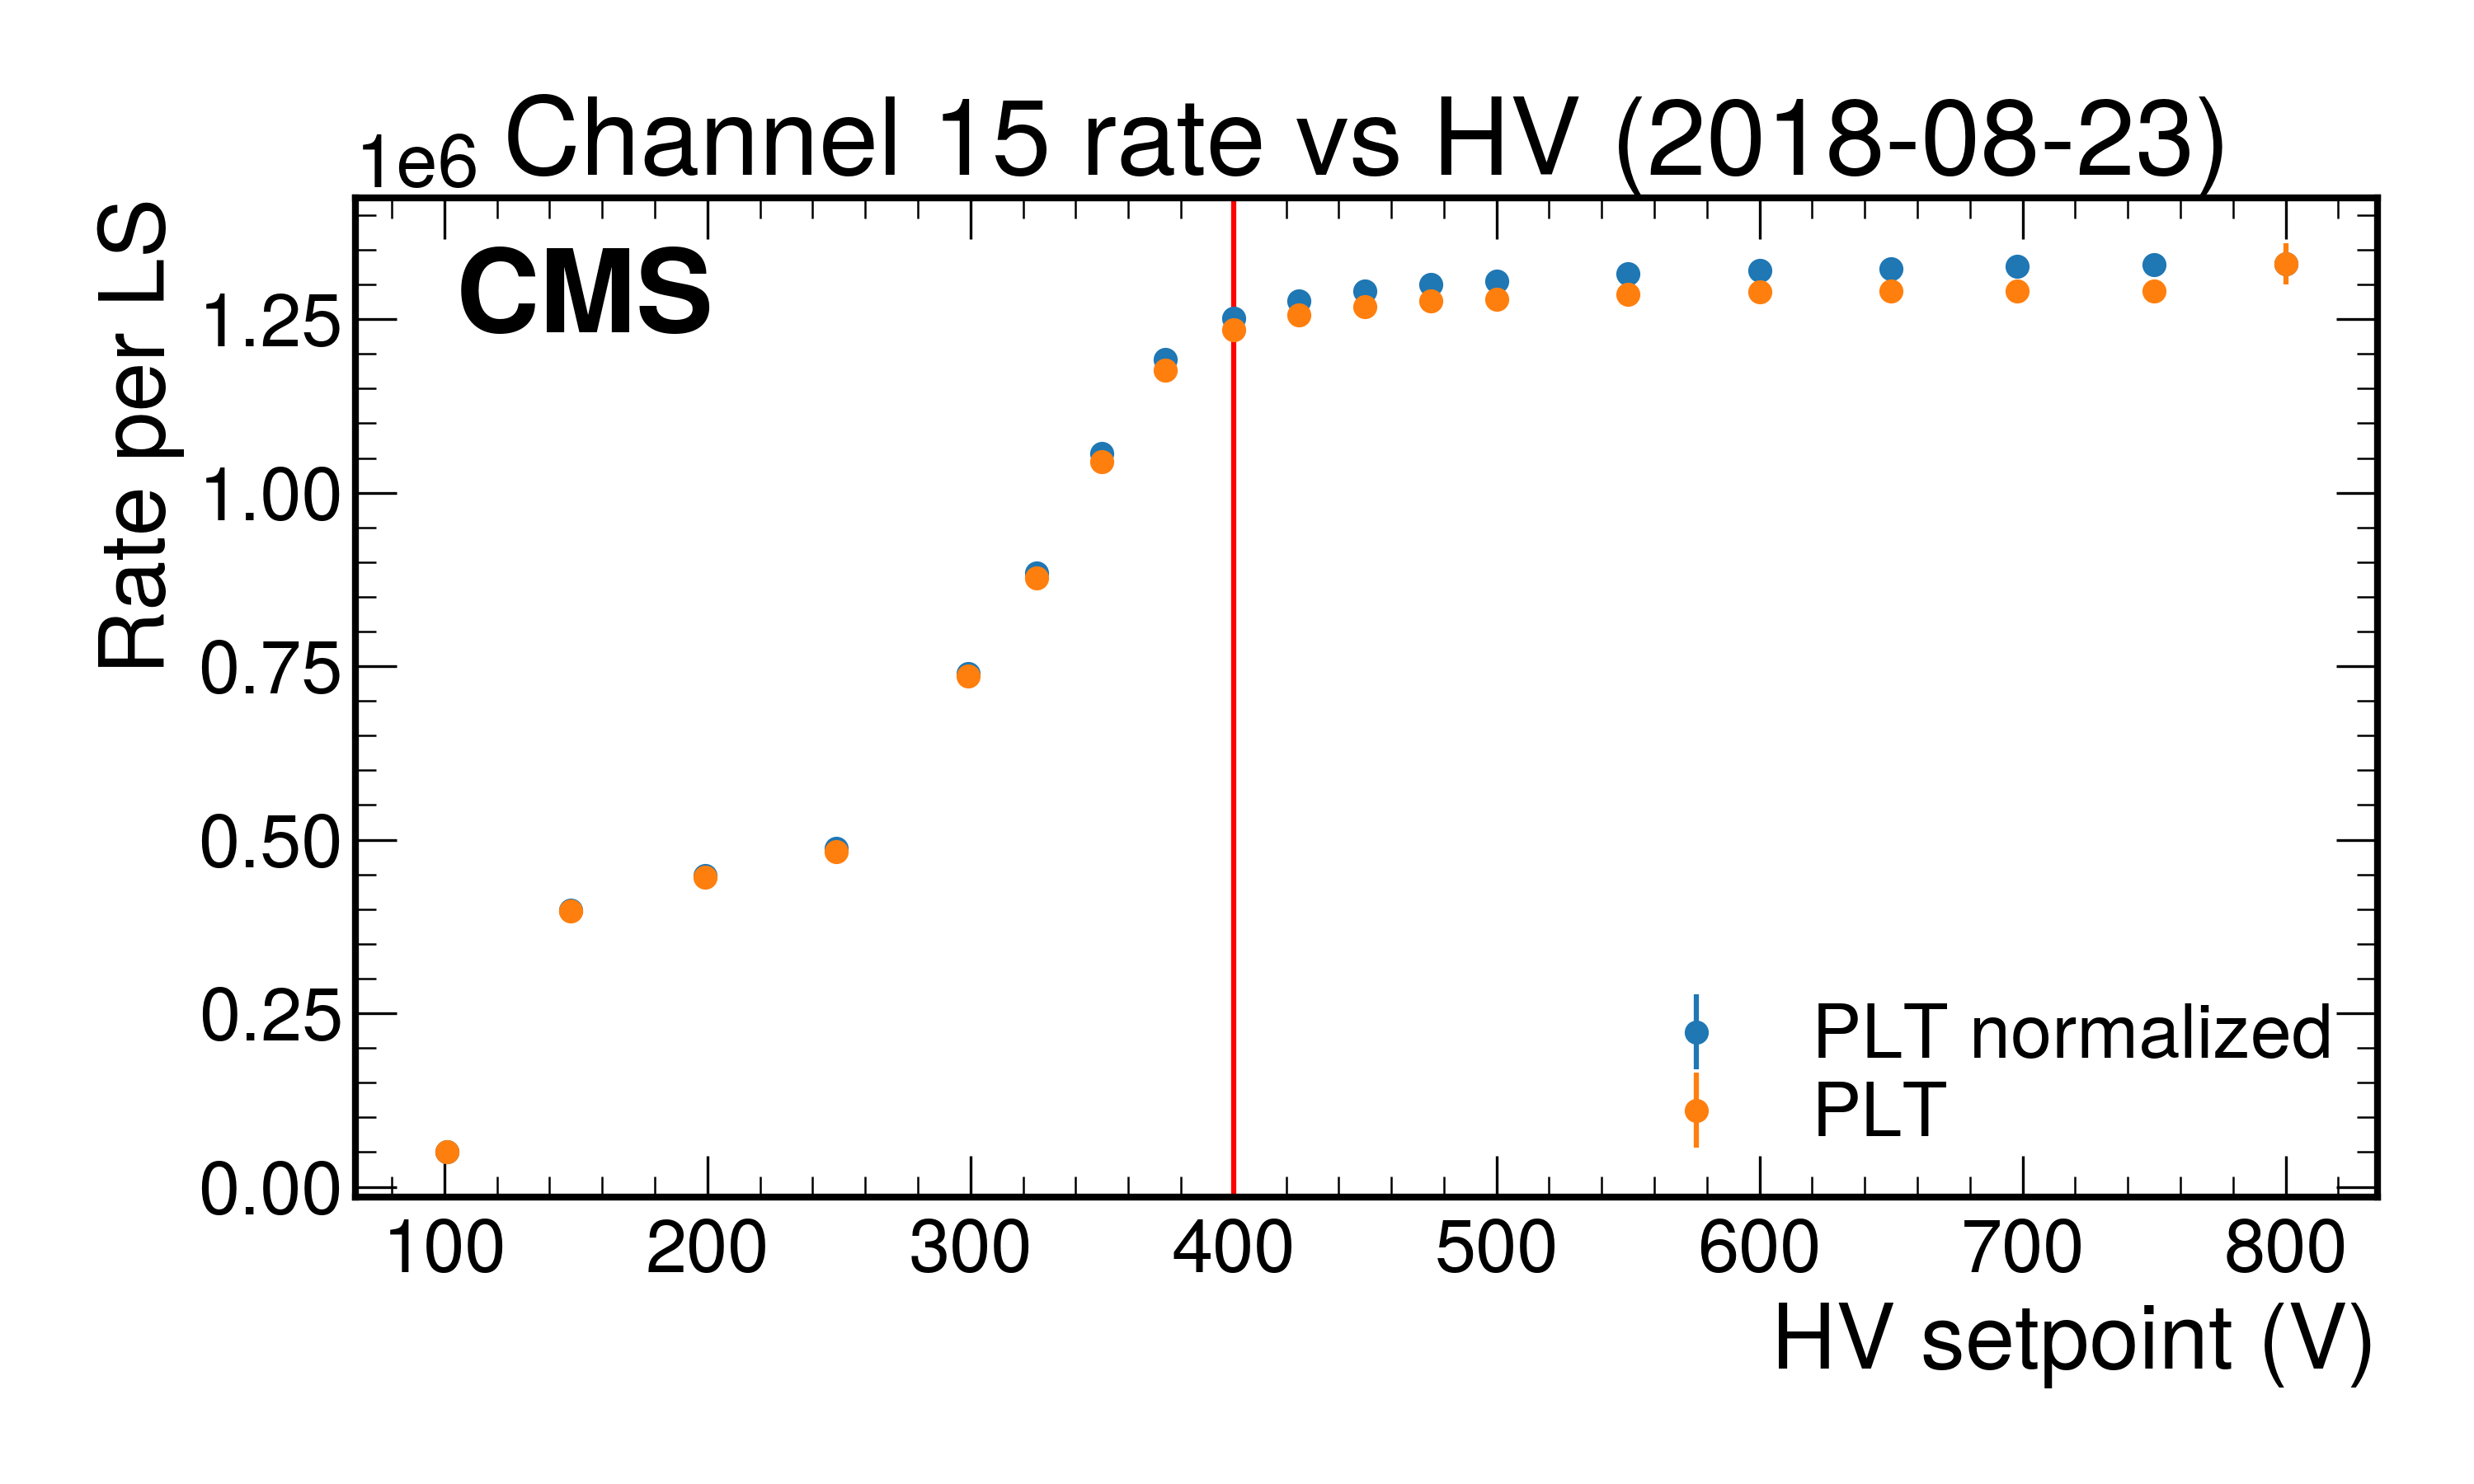 1e6
Channel 15 rate vs HV (2018-08-23)
CMS
Rate per LS
1.25
1.00
0.75
0.50
0.25
0.00
PLT normalized
PLT
100 200 300 400 500 600 700 800
HV setpoint (V)